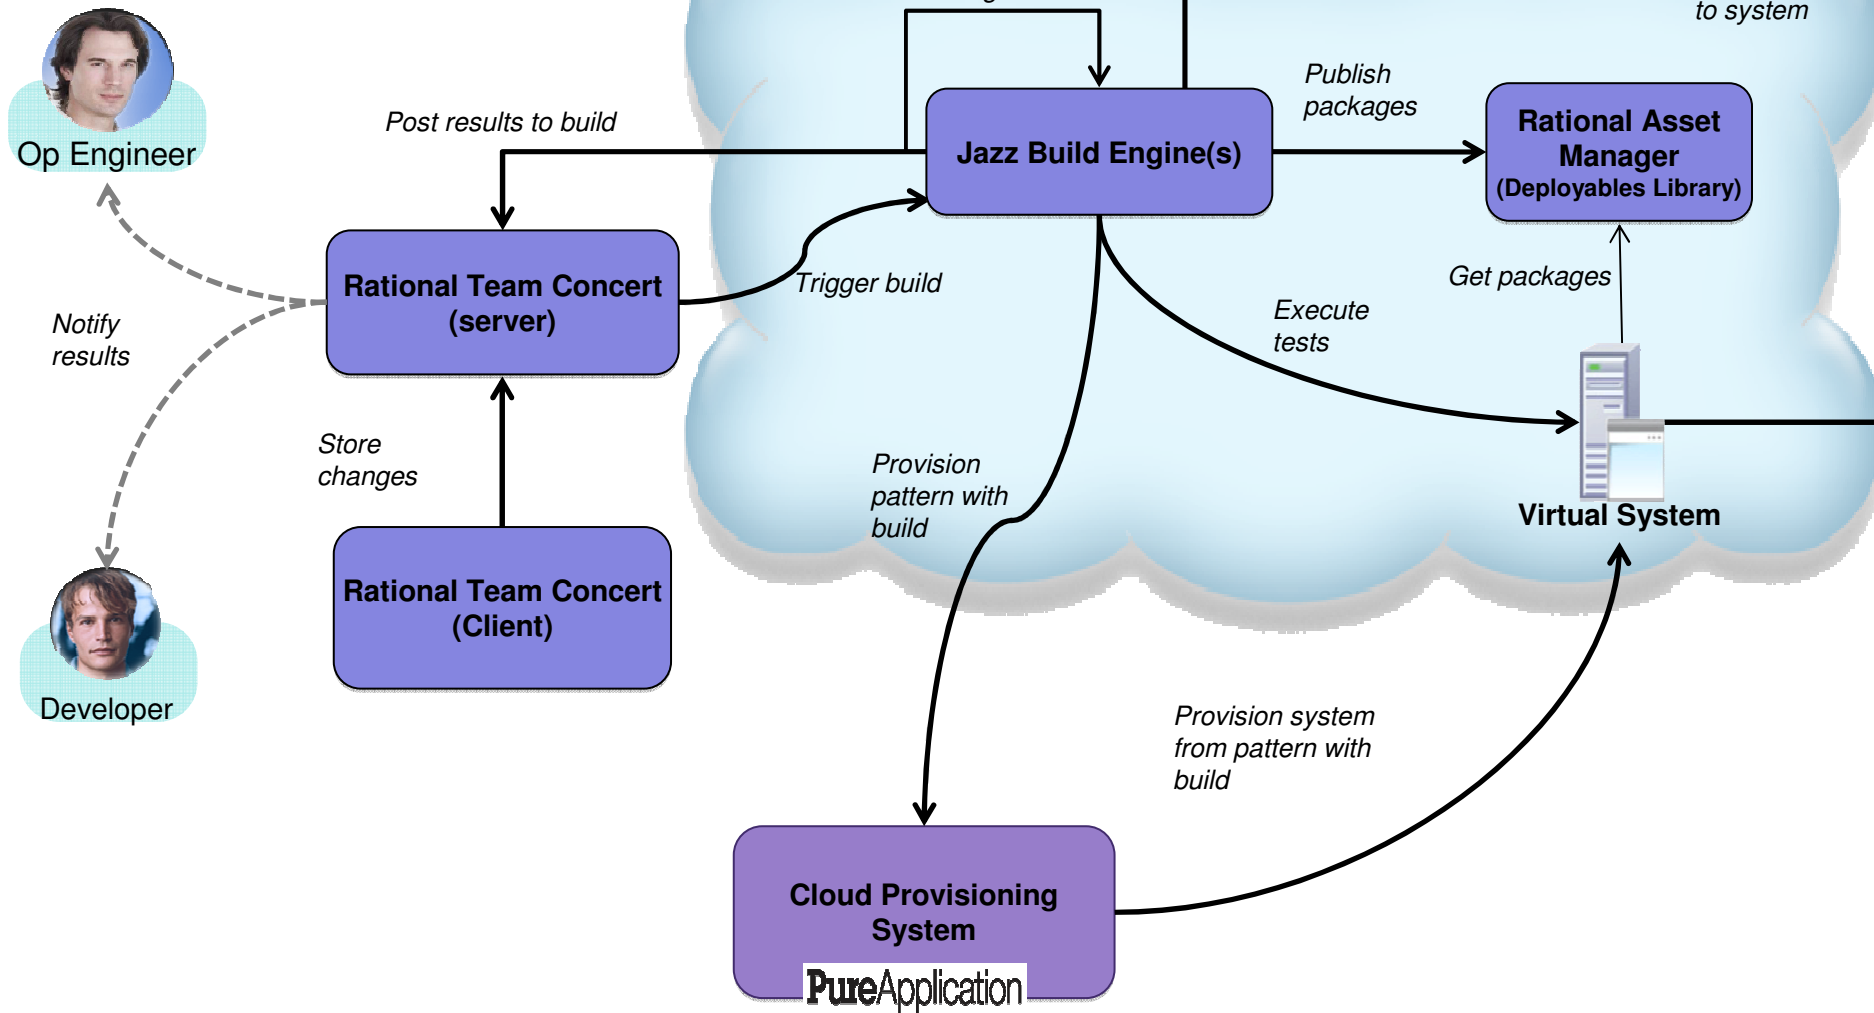 to system
Publish
packages
Post results to build
Op Engineer
Jazz Build Engine(s)
Rational Asset
Manager
(Deployables Library)
Rational Team Concert
(server)
Trigger build
Get packages
Notify
results
Execute
tests
Store
changes
Provision
pattern with
build
Virtual System
Rational Team Concert
(Client)
Developer
Provision system
from pattern with
build
Cloud Provisioning
System
PureApplication